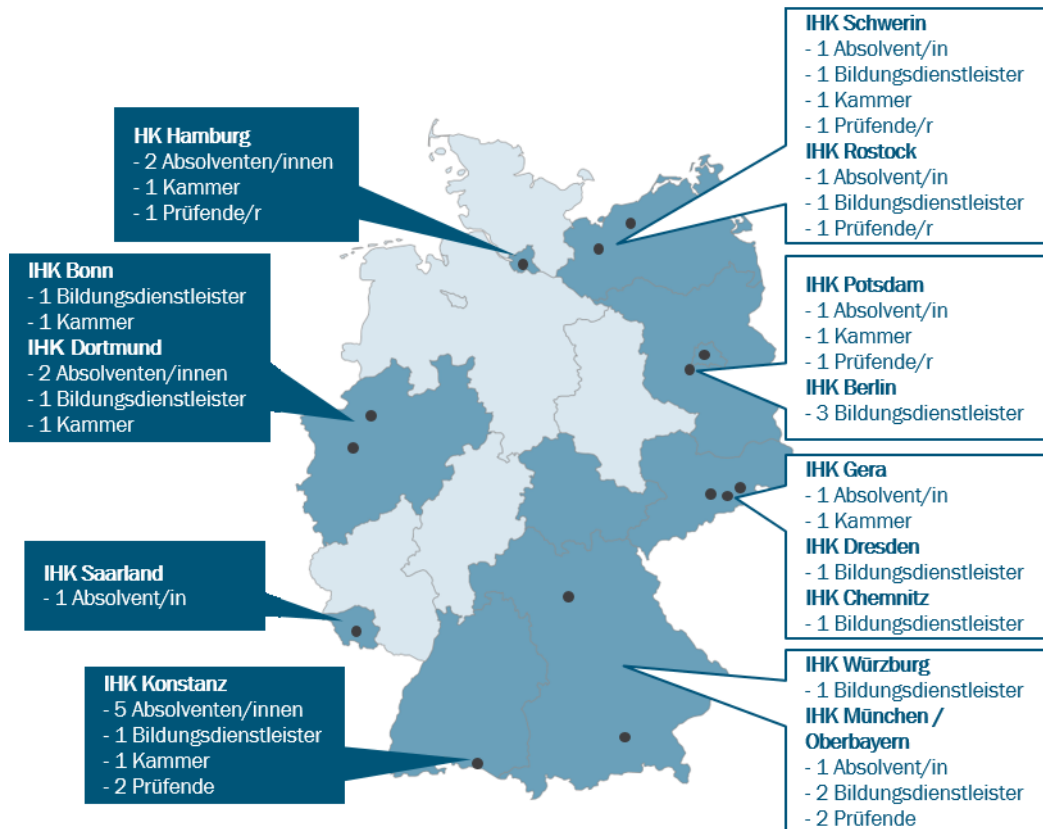 HK Hamburg
- 2 Absolventen/innen
- 1 Kammer
- 1 Prüfende/r
IHK Bonn
- 1 Bildungsdienstleister
- 1 Kammer
IHK Dortmund
- 2 Absolventen/innen
- 1 Bildungsdienstleister
- 1 Kammer
IHK Saarland
- 1 Absolvent/in
IHK Konstanz
- 5 Absolventen/innen
- 1 Bildungsdienstleister
- 1 Kammer
- 2 Prüfende
IHK Schwerin
- 1 Absolvent/in
- 1 Bildungsdienstleister
- 1 Kammer
- 1 Prüfende/r
IHK Rostock
- 1 Absolvent/in
- 1 Bildungsdienstleister
- 1 Prüfende/r
IHK Potsdam
- 1 Absolvent/in
- 1 Kammer
- 1 Prüfende/r
IHK Berlin
- 3 Bildungsdienstleister
IHK Gera
- 1 Absolvent/in
- 1 Kammer
IHK Dresden
- 1 Bildungsdienstleister
IHK Chemnitz
- 1 Bildungsdienstleister
IHK Würzburg
- 1 Bildungsdienstleister
IHK München /
Oberbayern
- 1 Absolvent/in
- 2 Bildungsdienstleister
- 2 Prüfende